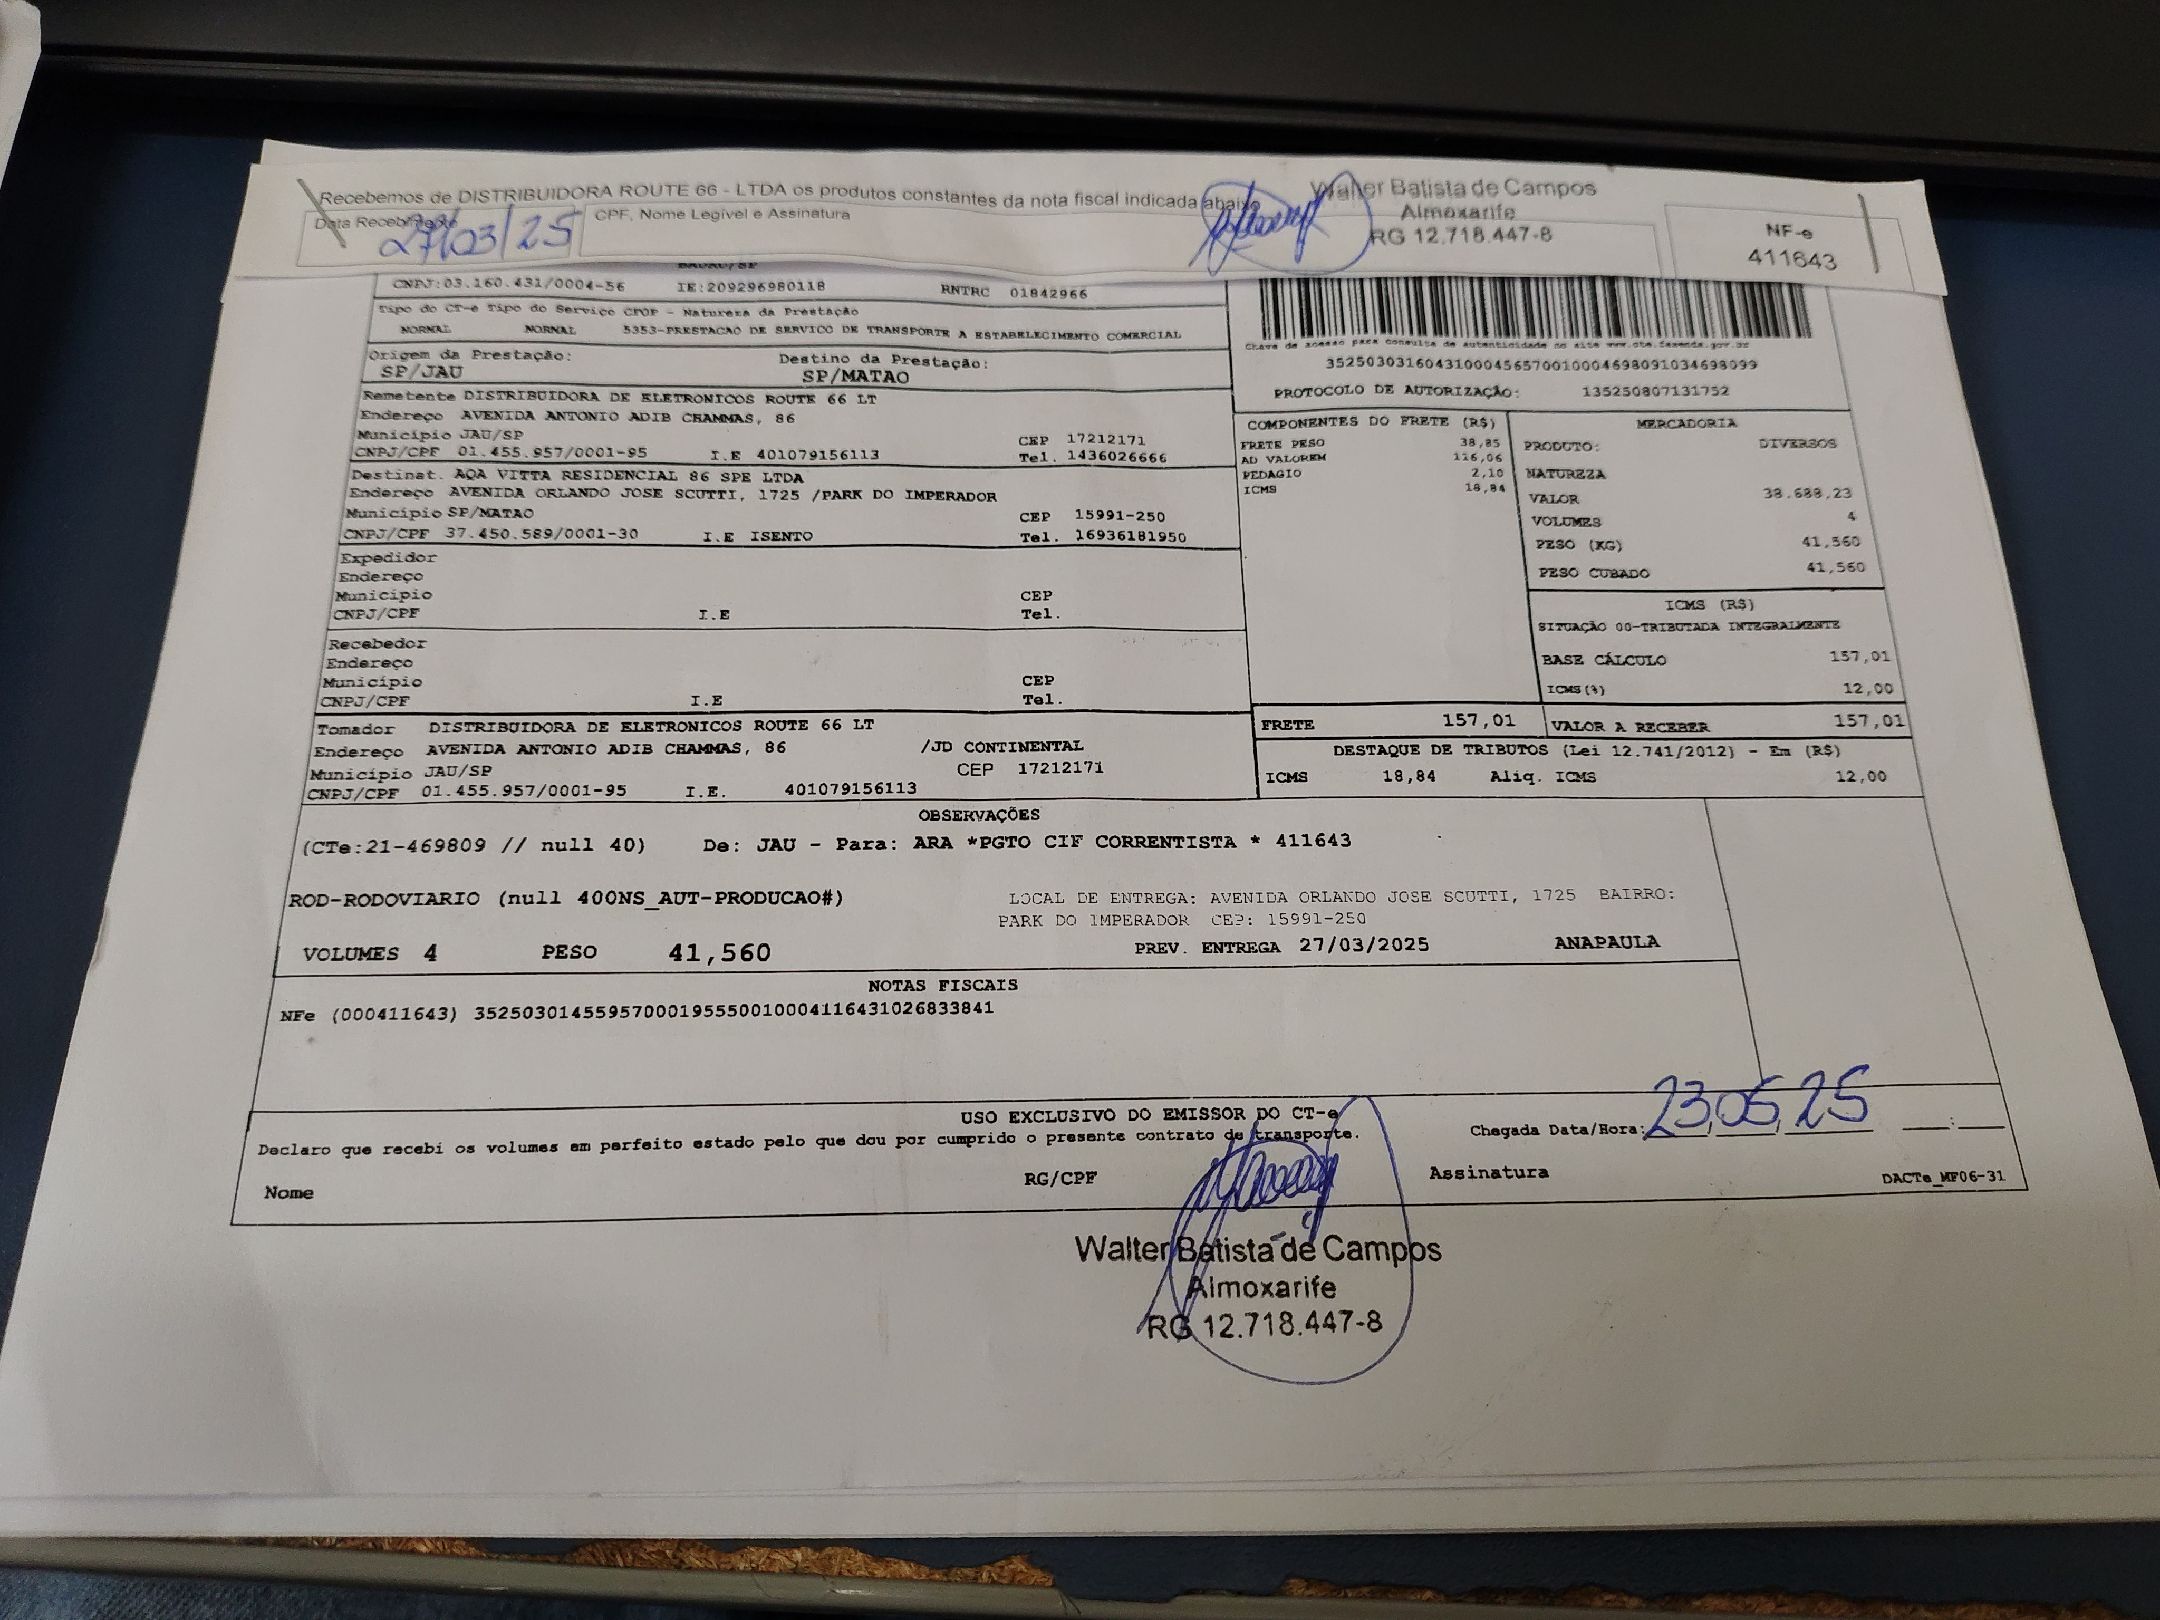 Recebemos de DISTRIBUIDORA ROUTE 66 - LTDA os produtos constantes da nota fiscal indicada abaixo
Walter Batista de Campos
Almoxarife
RG 12.718.447-8
Data Recebimento
27/03/25
CPF, Nome Legível e Assinatura
NF-e
411643
CNPJ:03.160.431/0004-56 IE:209296980118 RNTRC 01842966
Tipo do CT-e Tipo do Serviço CFOP - Natureza da Prestação
NORMAL NORMAL 5353-PRESTACAO DE SERVICO DE TRANSPORTE A ESTABELECIMENTO COMERCIAL
Origem da Prestação: Destino da Prestação:
SP/JAU SP/MATAO
Chave de acesso para consulta de autenticidade no site www.cte.fazenda.gov.br
35250303160431000456570010004698091034698099
PROTOCOLO DE AUTORIZAÇÃO: 135250807131752
Remetente DISTRIBUIDORA DE ELETRONICOS ROUTE 66 LT
Endereço AVENIDA ANTONIO ADIB CHAMMAS, 86
Município JAU/SP CEP 17212171
CNPJ/CPF 01.455.957/0001-95 I.E 401079156113 Tel. 1436026666
Destinat. AQA VITTA RESIDENCIAL 86 SPE LTDA
Endereço AVENIDA ORLANDO JOSE SCUTTI, 1725 /PARK DO IMPERADOR
Município SP/MATAO CEP 15991-250
CNPJ/CPF 37.450.589/0001-30 I.E ISENTO Tel. 16936181950
Expedidor
Endereço
Município CEP
CNPJ/CPF I.E Tel.
Recebedor
Endereço
Município CEP
CNPJ/CPF I.E Tel.
Tomador DISTRIBUIDORA DE ELETRONICOS ROUTE 66 LT
Endereço AVENIDA ANTONIO ADIB CHAMMAS, 86 /JD CONTINENTAL
Município JAU/SP CEP 17212171
CNPJ/CPF 01.455.957/0001-95 I.E. 401079156113
COMPONENTES DO FRETE (R$)
FRETE PESO 38,85
AD VALOREM 116,06
PEDAGIO 2,10
ICMS 18,84
MERCADORIA
PRODUTO: DIVERSOS
NATUREZA
VALOR 38.688,23
VOLUMES 4
PESO (KG) 41,560
PESO CUBADO 41,560
ICMS (R$)
SITUAÇÃO 00-TRIBUTADA INTEGRALMENTE
BASE CÁLCULO 157,01
ICMS(%) 12,00
FRETE 157,01 VALOR A RECEBER 157,01
DESTAQUE DE TRIBUTOS (Lei 12.741/2012) - Em (R$)
ICMS 18,84 Aliq. ICMS 12,00
OBSERVAÇÕES
(CTe:21-469809 // null 40) De: JAU - Para: ARA *PGTO CIF CORRENTISTA * 411643
ROD-RODOVIARIO (null 400NS_AUT-PRODUCAO#) LOCAL DE ENTREGA: AVENIDA ORLANDO JOSE SCUTTI, 1725 BAIRRO:
PARK DO IMPERADOR CEP: 15991-250
VOLUMES 4 PESO 41,560 PREV. ENTREGA 27/03/2025 ANAPAULA
NOTAS FISCAIS
NFe (000411643) 35250301455957000195550010004116431026833841
USO EXCLUSIVO DO EMISSOR DO CT-e
Declaro que recebi os volumes em perfeito estado pelo que dou por cumprido o presente contrato de transporte. Chegada Data/Hora: 23,05,25 ____:____
Nome RG/CPF Assinatura DACTe_MF06-31
Walter Batista de Campos
Almoxarife
RG 12.718.447-8